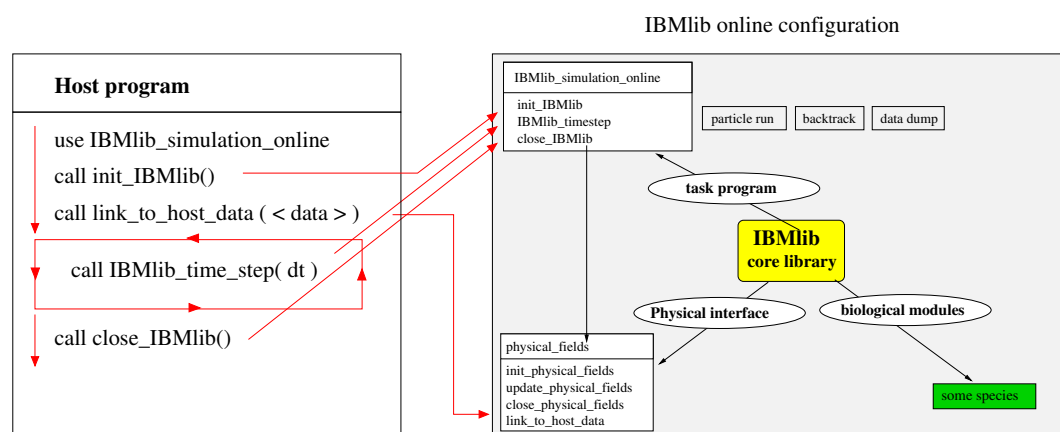 IBMlib online configuration
Host program
use IBMlib_simulation_online
call init_IBMlib()
call link_to_host_data ( < data > )
call IBMlib_time_step( dt )
call close_IBMlib()
IBMlib_simulation_online
init_IBMlib
IBMlib_timestep
close_IBMlib
particle run
backtrack
data dump
task program
IBMlib
core library
Physical interface
biological modules
physical_fields
init_physical_fields
update_physical_fields
close_physical_fields
link_to_host_data
some species